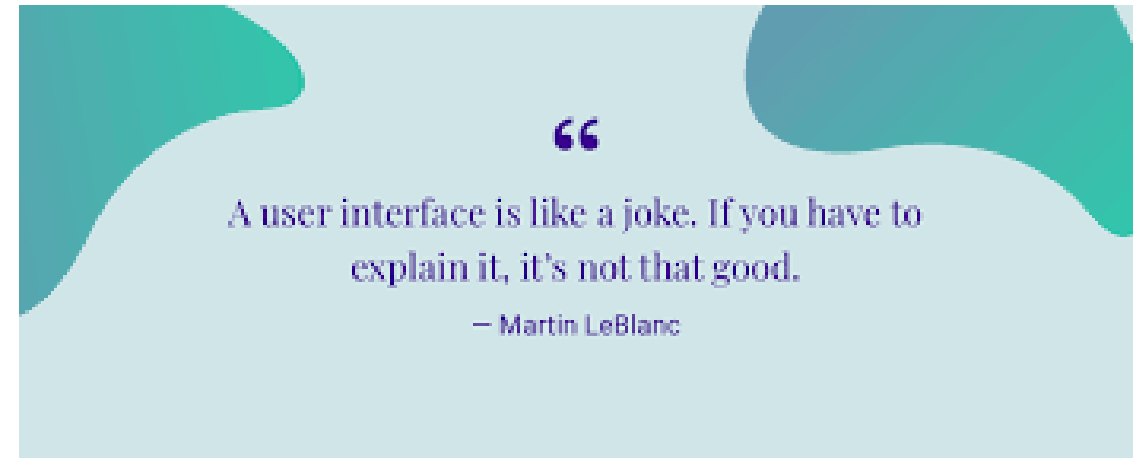 “
A user interface is like a joke. If you have to
explain it, it's not that good.
— Martin LeBlanc